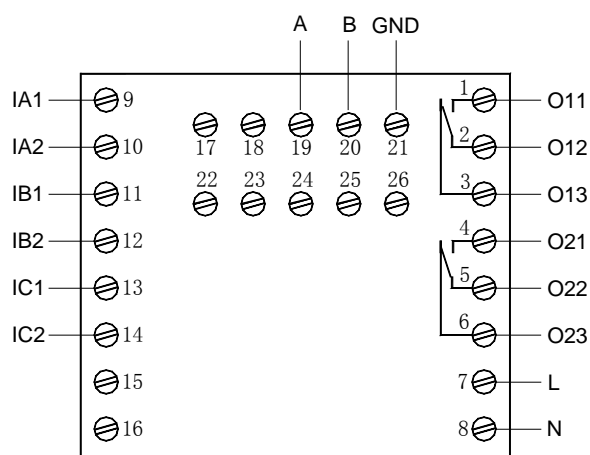 A B GND
IA1 9 1 O11
17 18 19 20 21
IA2 10 2 O12
22 23 24 25 26
IB1 11 3 O13
IB2 12 4 O21
IC1 13 5 O22
IC2 14 6 O23
15 7 L
16 8 N